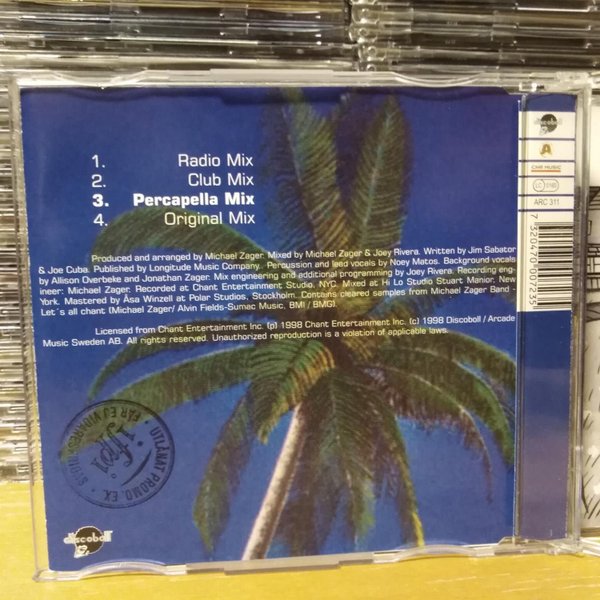 1. Radio Mix
2. Club Mix
3. Percapella Mix
4. Original Mix
Produced and arranged by Michael Zager. Mixed by Michael Zager & Joey Rivera. Written by Jim Sabator
& Joe Cuba. Published by Longitude Music Company. Percussion and lead vocals by Noey Matos. Background vocals
by Allison Overbeke and Jonathan Zager. Mix engineering and additional programming by Joey Rivera. Recording eng-
ineer: Michael Zager. Recorded at Chant Entertainment Studio, NYC. Mixed at Hi Lo Studio Stuart Manior, New
York. Mastered by Åsa Winzell at Polar Studios, Stockholm. Contains cleared samples from Michael Zager Band -
Let´s all chant (Michael Zager/ Alvin Fields-Sumac Music, BMI / BMG).
Licensed from Chant Entertainment Inc. (p) 1998 Chant Entertainment Inc. (c) 1998 Discoboll / Arcade
Music Sweden AB. All rights reserved. Unauthorized reproduction is a violation of applicable laws.
UTLÅNAT PROMO. EX.
ifpi
discoboll
discoboll
A
CNR MUSIC
LC
ARC 311